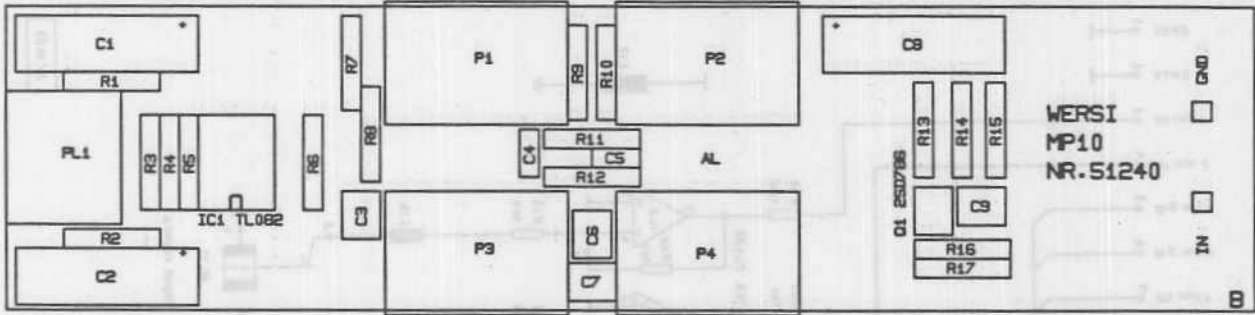 C1
R1
PL1
R2
C2
R3
R4
R5
IC1 TL082
R6
R7
R8
C3
P1
P3
R9
R10
C4
R11
C5
R12
C6
C7
P2
AL
P4
C8
R13
R14
R15
Q1 2SD786
C9
R16
R17
WERSI
MP10
NR.51240
GND
IN
B